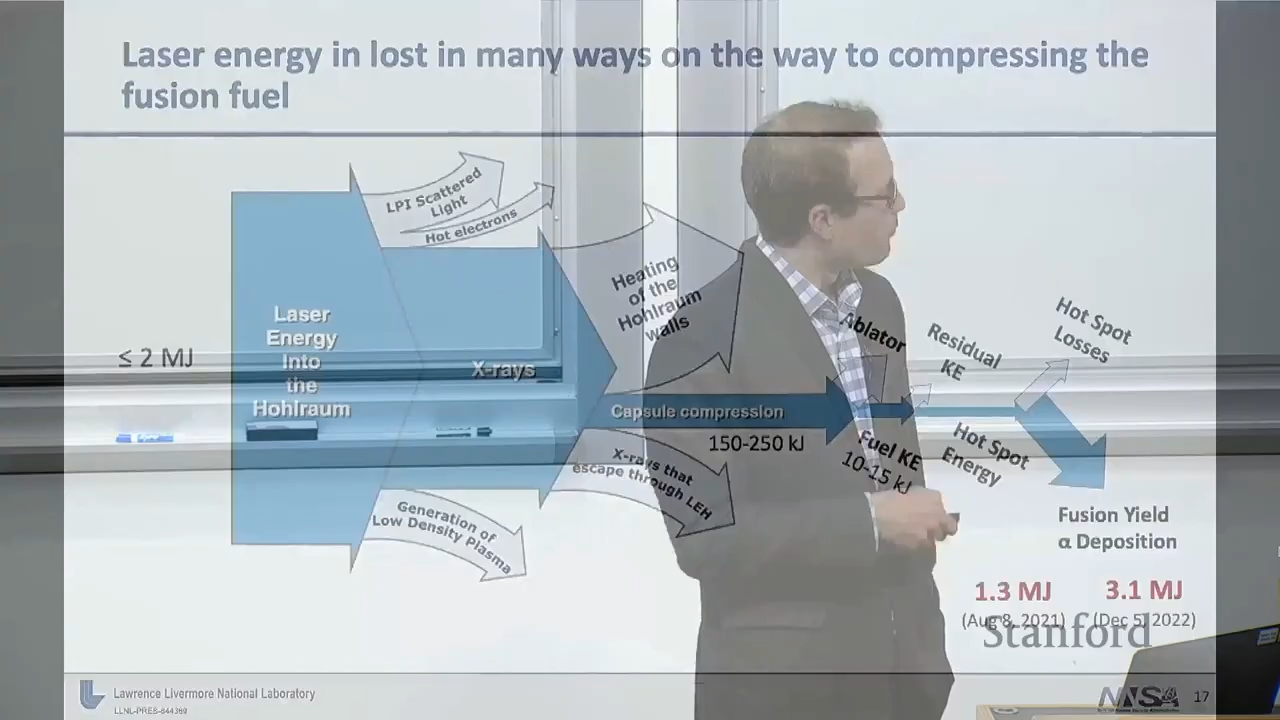 Laser energy in lost in many ways on the way to compressing the
fusion fuel
≤ 2 MJ
Laser
Energy
Into
the
Hohlraum
LPI Scattered
Light
Hot electrons
X-rays
Generation of
Low Density Plasma
Heating
of the
Hohlraum
walls
Capsule compression
150-250 kJ
X-rays that
escape through LEH
Ablator
Fuel KE
10-15 kJ
Residual
KE
Hot Spot
Energy
Hot Spot
Losses
Fusion Yield
α Deposition
1.3 MJ
(Aug 8, 2021)
3.1 MJ
(Dec 5, 2022)
Stanford
Lawrence Livermore National Laboratory
LLNL-PRES-844369
NNSA
17